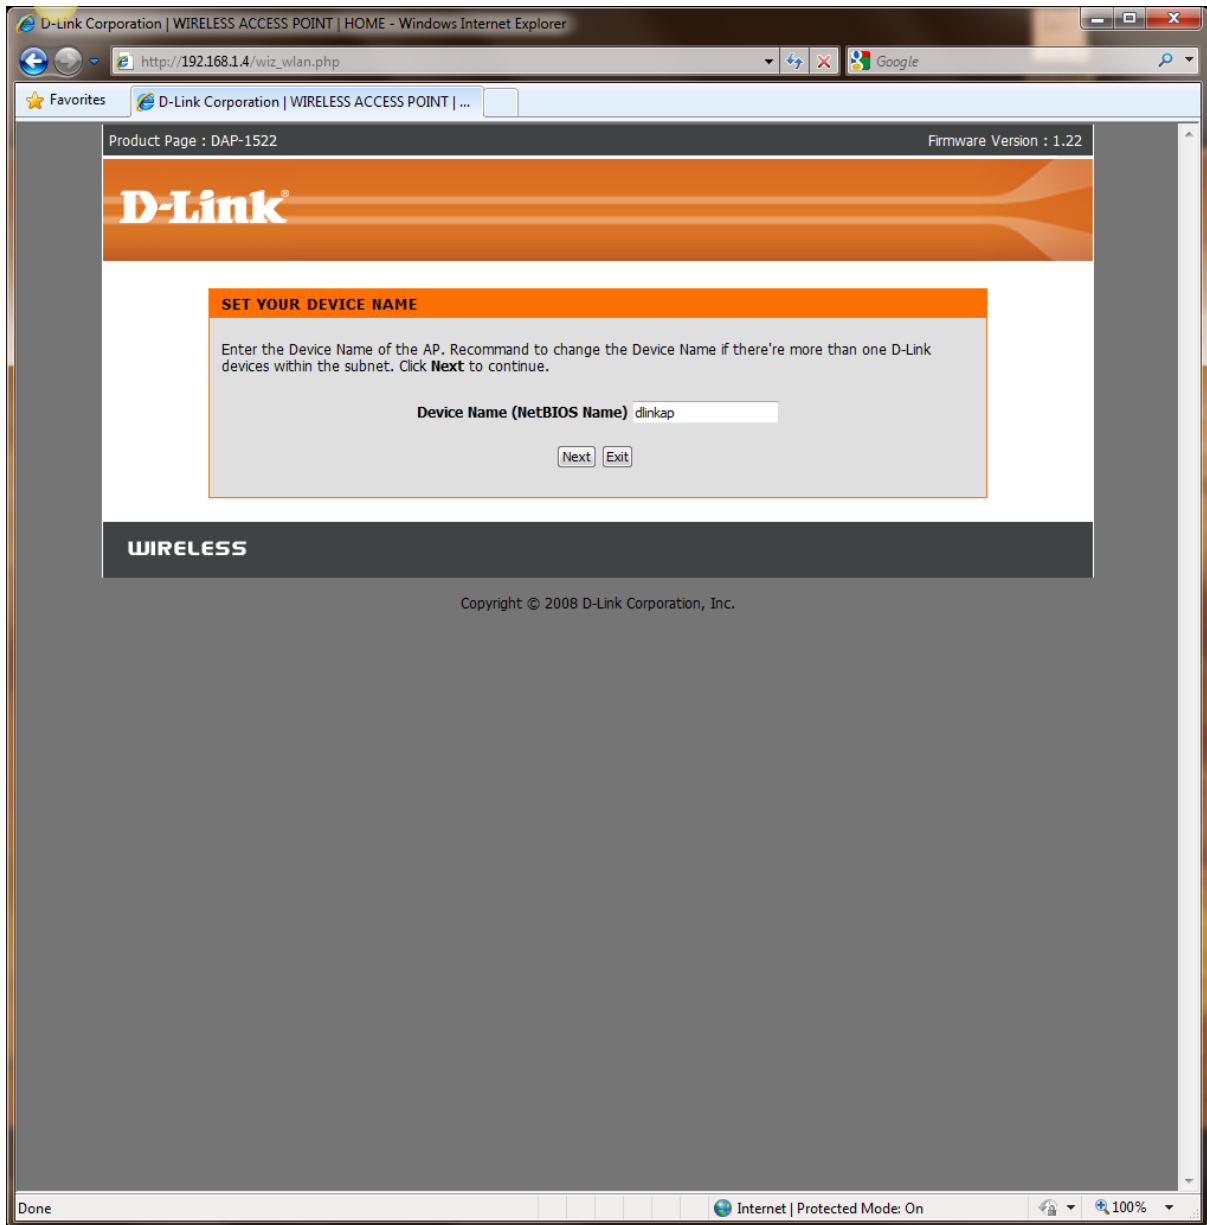 D-Link Corporation | WIRELESS ACCESS POINT | HOME - Windows Internet Explorer
http://192.168.1.4/wiz_wlan.php
Google
Favorites
D-Link Corporation | WIRELESS ACCESS POINT | ...
Product Page : DAP-1522
Firmware Version : 1.22
D-Link®
SET YOUR DEVICE NAME
Enter the Device Name of the AP. Recommand to change the Device Name if there're more than one D-Link
devices within the subnet. Click Next to continue.
Device Name (NetBIOS Name) dlinkap
Next Exit
WIRELESS
Copyright © 2008 D-Link Corporation, Inc.
Done
Internet | Protected Mode: On
100%